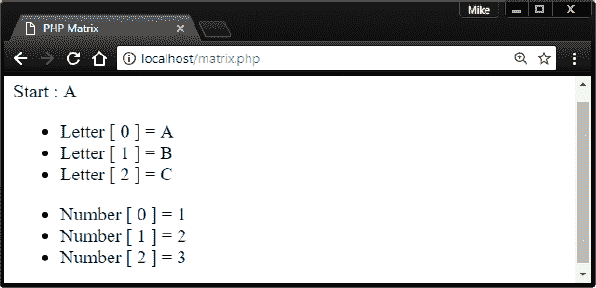 Mike
PHP Matrix
localhost/matrix.php
Start : A
Letter [ 0 ] = A
Letter [ 1 ] = B
Letter [ 2 ] = C
Number [ 0 ] = 1
Number [ 1 ] = 2
Number [ 2 ] = 3